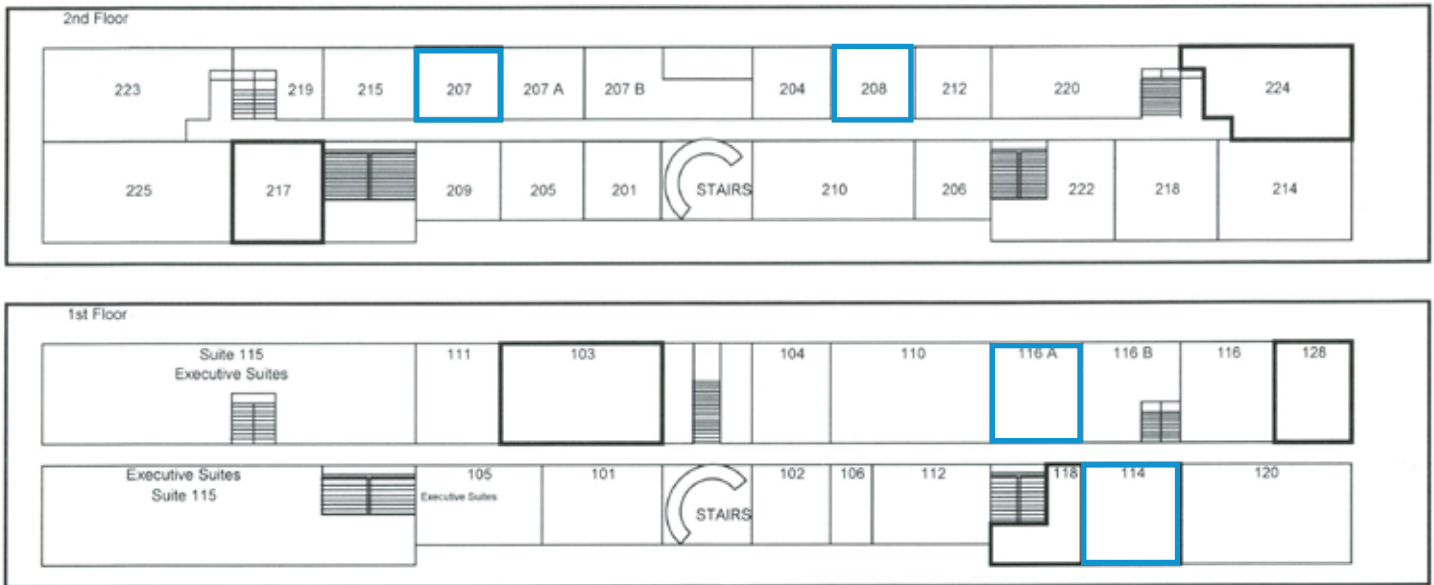 2nd Floor
223
219
215
207
207 A
207 B
204
208
212
220
224
225
217
209
205
201
STAIRS
210
206
222
218
214
1st Floor
Suite 115
Executive Suites
111
103
104
110
116 A
116 B
116
128
Executive Suites
Suite 115
105
Executive Suites
101
STAIRS
102
106
112
118
114
120